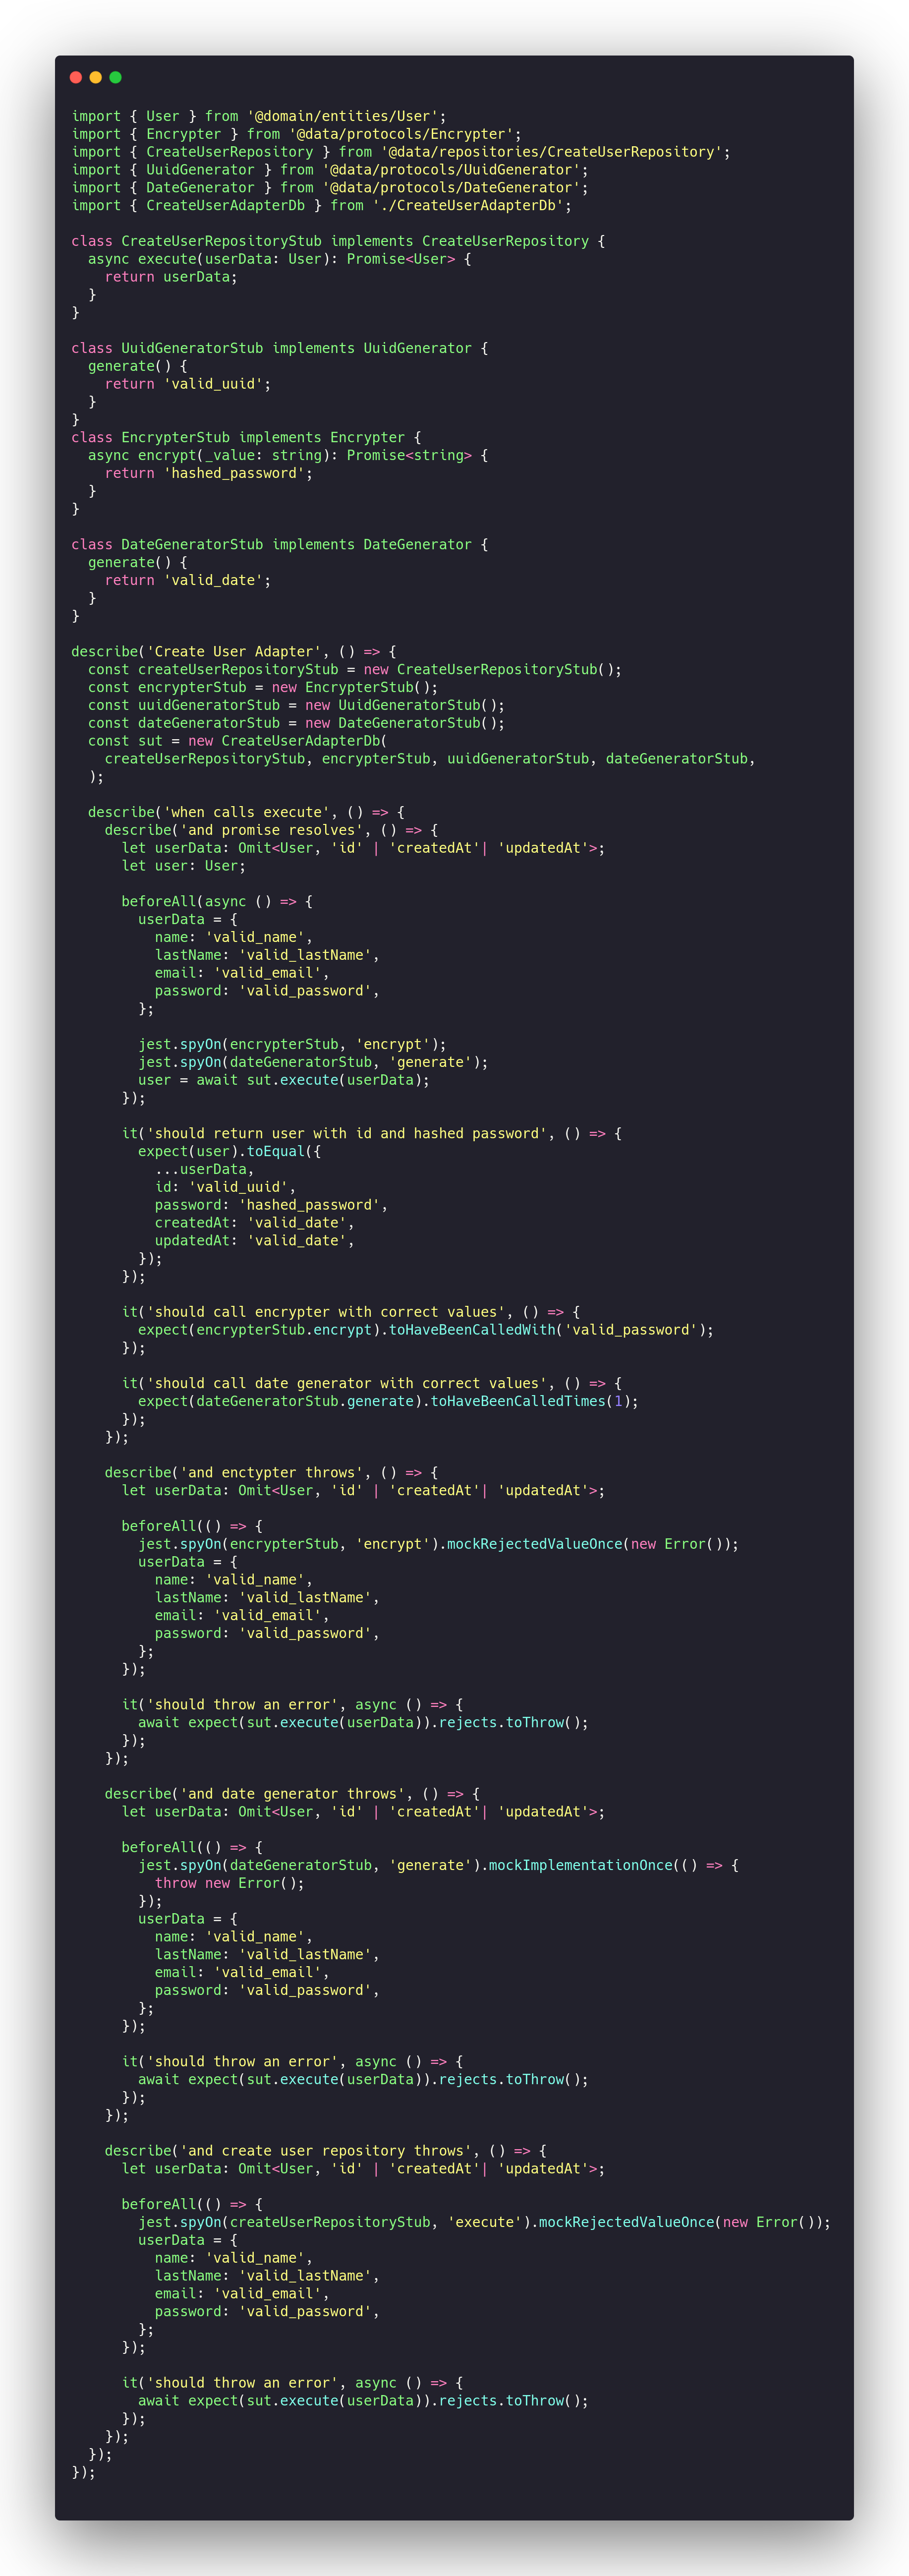 import { User } from '@domain/entities/User';
import { Encrypter } from '@data/protocols/Encrypter';
import { CreateUserRepository } from '@data/repositories/CreateUserRepository';
import { UuidGenerator } from '@data/protocols/UuidGenerator';
import { DateGenerator } from '@data/protocols/DateGenerator';
import { CreateUserAdapterDb } from './CreateUserAdapterDb';

class CreateUserRepositoryStub implements CreateUserRepository {
  async execute(userData: User): Promise<User> {
    return userData;
  }
}

class UuidGeneratorStub implements UuidGenerator {
  generate() {
    return 'valid_uuid';
  }
}
class EncrypterStub implements Encrypter {
  async encrypt(_value: string): Promise<string> {
    return 'hashed_password';
  }
}

class DateGeneratorStub implements DateGenerator {
  generate() {
    return 'valid_date';
  }
}

describe('Create User Adapter', () => {
  const createUserRepositoryStub = new CreateUserRepositoryStub();
  const encrypterStub = new EncrypterStub();
  const uuidGeneratorStub = new UuidGeneratorStub();
  const dateGeneratorStub = new DateGeneratorStub();
  const sut = new CreateUserAdapterDb(
    createUserRepositoryStub, encrypterStub, uuidGeneratorStub, dateGeneratorStub,
  );

  describe('when calls execute', () => {
    describe('and promise resolves', () => {
      let userData: Omit<User, 'id' | 'createdAt'| 'updatedAt'>;
      let user: User;

      beforeAll(async () => {
        userData = {
          name: 'valid_name',
          lastName: 'valid_lastName',
          email: 'valid_email',
          password: 'valid_password',
        };

        jest.spyOn(encrypterStub, 'encrypt');
        jest.spyOn(dateGeneratorStub, 'generate');
        user = await sut.execute(userData);
      });

      it('should return user with id and hashed password', () => {
        expect(user).toEqual({
          ...userData,
          id: 'valid_uuid',
          password: 'hashed_password',
          createdAt: 'valid_date',
          updatedAt: 'valid_date',
        });
      });

      it('should call encrypter with correct values', () => {
        expect(encrypterStub.encrypt).toHaveBeenCalledWith('valid_password');
      });

      it('should call date generator with correct values', () => {
        expect(dateGeneratorStub.generate).toHaveBeenCalledTimes(1);
      });
    });

    describe('and enctypter throws', () => {
      let userData: Omit<User, 'id' | 'createdAt'| 'updatedAt'>;

      beforeAll(() => {
        jest.spyOn(encrypterStub, 'encrypt').mockRejectedValueOnce(new Error());
        userData = {
          name: 'valid_name',
          lastName: 'valid_lastName',
          email: 'valid_email',
          password: 'valid_password',
        };
      });

      it('should throw an error', async () => {
        await expect(sut.execute(userData)).rejects.toThrow();
      });
    });

    describe('and date generator throws', () => {
      let userData: Omit<User, 'id' | 'createdAt'| 'updatedAt'>;

      beforeAll(() => {
        jest.spyOn(dateGeneratorStub, 'generate').mockImplementationOnce(() => {
          throw new Error();
        });
        userData = {
          name: 'valid_name',
          lastName: 'valid_lastName',
          email: 'valid_email',
          password: 'valid_password',
        };
      });

      it('should throw an error', async () => {
        await expect(sut.execute(userData)).rejects.toThrow();
      });
    });

    describe('and create user repository throws', () => {
      let userData: Omit<User, 'id' | 'createdAt'| 'updatedAt'>;

      beforeAll(() => {
        jest.spyOn(createUserRepositoryStub, 'execute').mockRejectedValueOnce(new Error());
        userData = {
          name: 'valid_name',
          lastName: 'valid_lastName',
          email: 'valid_email',
          password: 'valid_password',
        };
      });

      it('should throw an error', async () => {
        await expect(sut.execute(userData)).rejects.toThrow();
      });
    });
  });
});